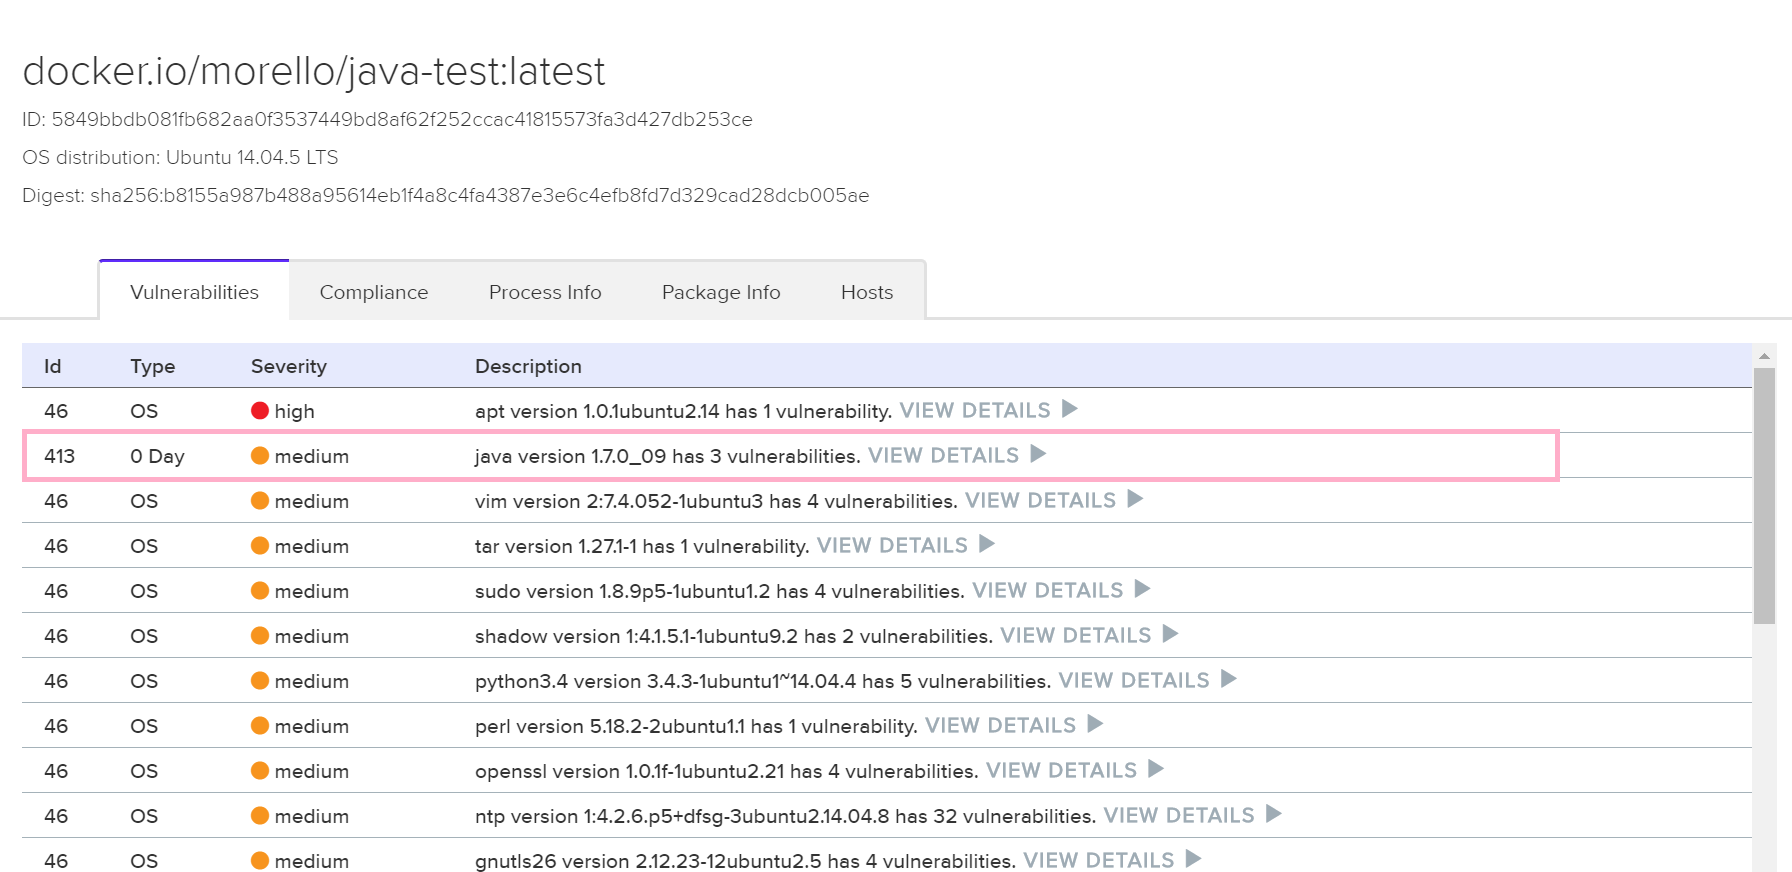 docker.io/morello/java-test:latest
ID: 5849bbdb081fb682aa0f3537449bd8af62f252ccac41815573fa3d427db253ce
OS distribution: Ubuntu 14.04.5 LTS
Digest: sha256:b8155a987b488a95614eb1f4a8c4fa4387e3e6c4efb8fd7d329cad28dcb005ae
Vulnerabilities Compliance Process Info Package Info Hosts
Id Type Severity Description
46 OS high apt version 1.0.1ubuntu2.14 has 1 vulnerability. VIEW DETAILS
413 0 Day medium java version 1.7.0_09 has 3 vulnerabilities. VIEW DETAILS
46 OS medium vim version 2:7.4.052-1ubuntu3 has 4 vulnerabilities. VIEW DETAILS
46 OS medium tar version 1.27.1-1 has 1 vulnerability. VIEW DETAILS
46 OS medium sudo version 1.8.9p5-1ubuntu1.2 has 4 vulnerabilities. VIEW DETAILS
46 OS medium shadow version 1:4.1.5.1-1ubuntu9.2 has 2 vulnerabilities. VIEW DETAILS
46 OS medium python3.4 version 3.4.3-1ubuntu1~14.04.4 has 5 vulnerabilities. VIEW DETAILS
46 OS medium perl version 5.18.2-2ubuntu1.1 has 1 vulnerability. VIEW DETAILS
46 OS medium openssl version 1.0.1f-1ubuntu2.21 has 4 vulnerabilities. VIEW DETAILS
46 OS medium ntp version 1:4.2.6.p5+dfsg-3ubuntu2.14.04.8 has 32 vulnerabilities. VIEW DETAILS
46 OS medium gnutls26 version 2.12.23-12ubuntu2.5 has 4 vulnerabilities. VIEW DETAILS